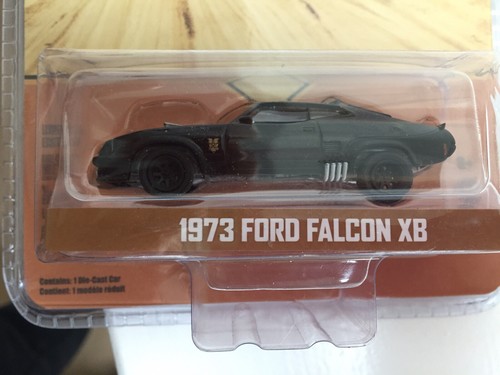 1973 FORD FALCON XB
Contains: 1 Die-Cast Car
Contient: 1 modèle réduit